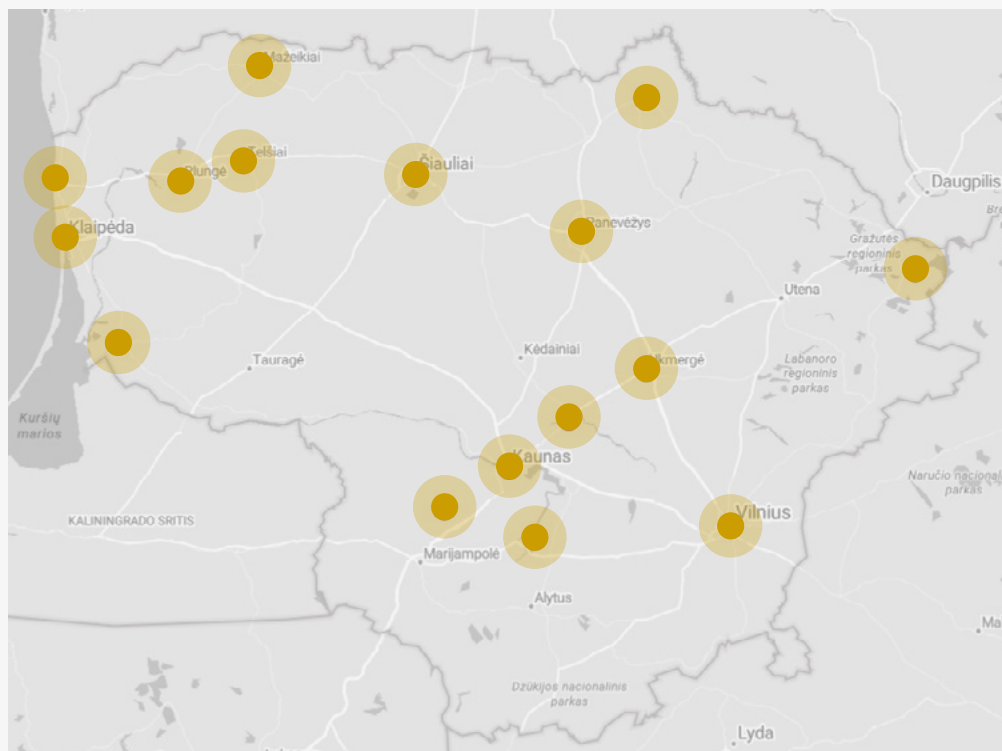 Mažeikiai
Telšiai
Plungė
Šiauliai
Daugpilis
Klaipėda
Panevėžys
Gražutės
regioninis
parkas
Utena
Kėdainiai
Tauragė
Ukmergė
Labanoro
regioninis
parkas
Kuršių
marios
Kaunas
Naručio nacional
parkas
Vilnius
KALININGRADO SRITIS
Marijampolė
Alytus
Dzūkijos nacionalinis
parkas
Lyda